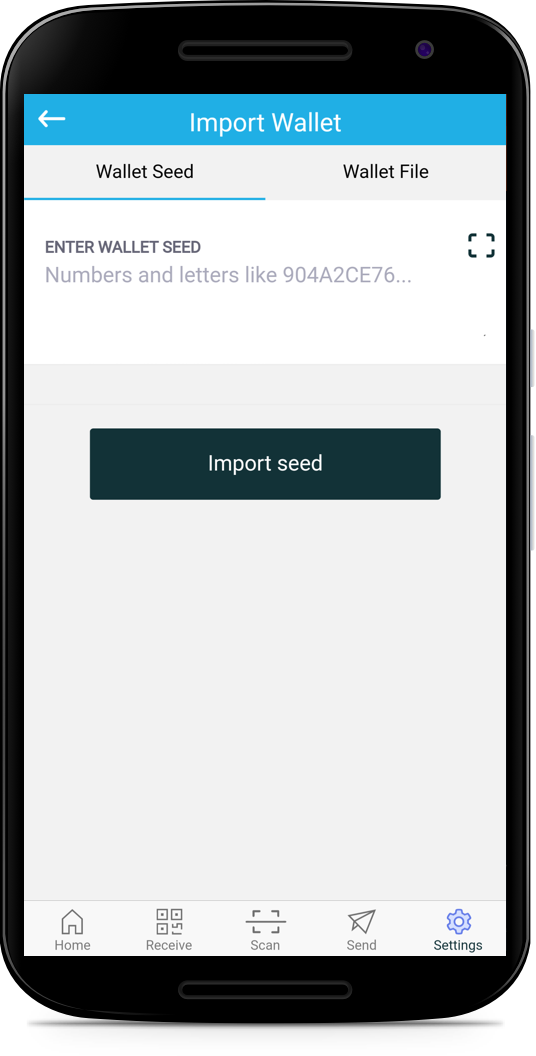 Import Wallet
Wallet Seed
Wallet File
ENTER WALLET SEED
Numbers and letters like 904A2CE76...
Import seed
Home
Receive
Scan
Send
Settings